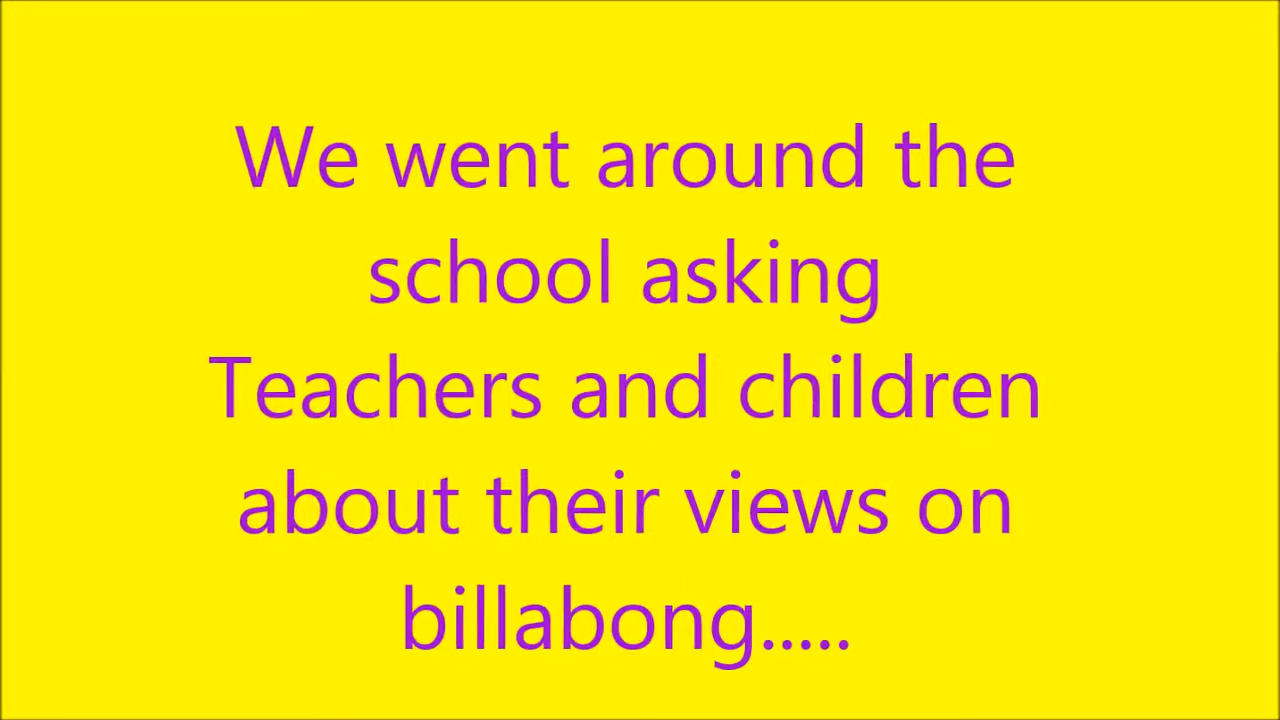 We went around the
school asking
Teachers and children
about their views on
billabong.....